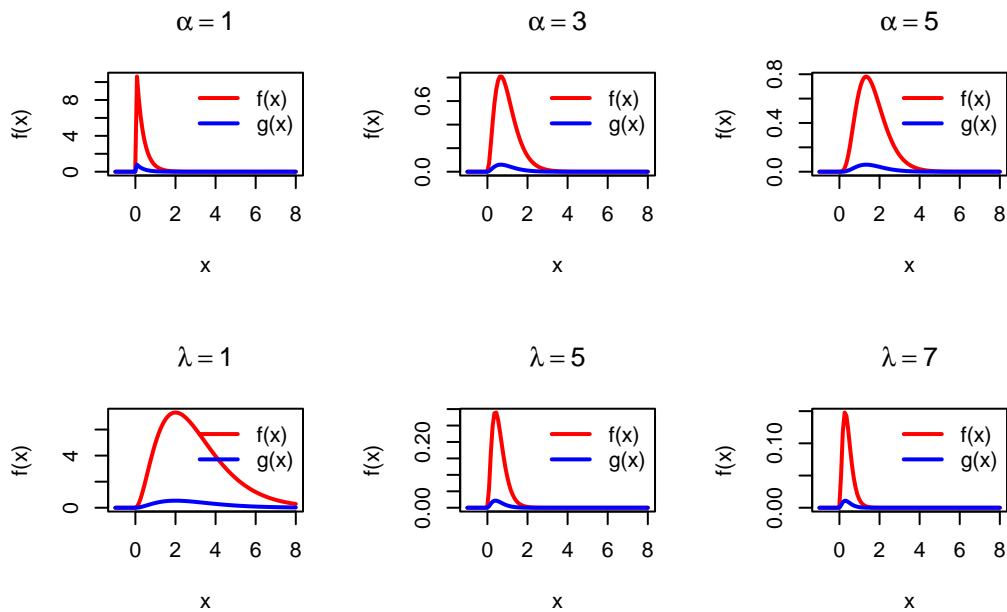 α = 1
f(x)
8
4
0
f(x)
g(x)
0 2 4 6 8
x
α = 3
f(x)
0.6
0.0
f(x)
g(x)
0 2 4 6 8
x
α = 5
f(x)
0.8
0.4
0.0
f(x)
g(x)
0 2 4 6 8
x
λ = 1
f(x)
4
0
f(x)
g(x)
0 2 4 6 8
x
λ = 5
f(x)
0.20
0.00
f(x)
g(x)
0 2 4 6 8
x
λ = 7
f(x)
0.10
0.00
f(x)
g(x)
0 2 4 6 8
x